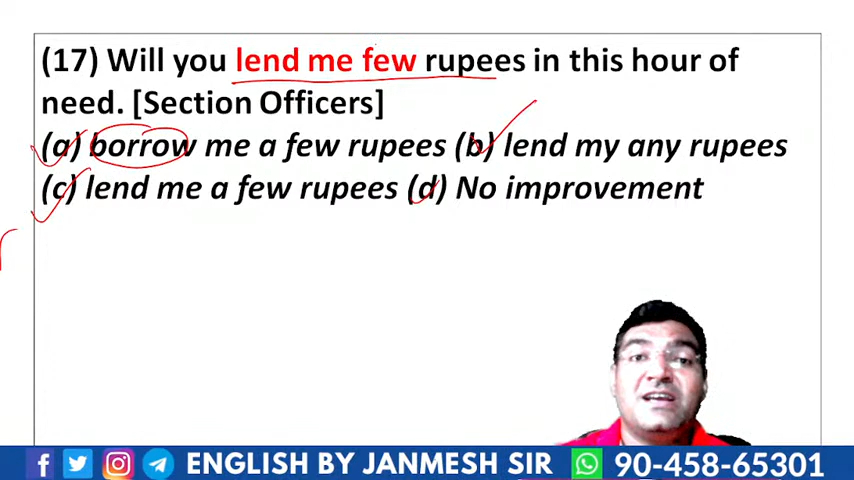 (17) Will you lend me few rupees in this hour of
need. [Section Officers]
(a) borrow me a few rupees (b) lend my any rupees
(c) lend me a few rupees (d) No improvement
ENGLISH BY JANMESH SIR 90-458-65301